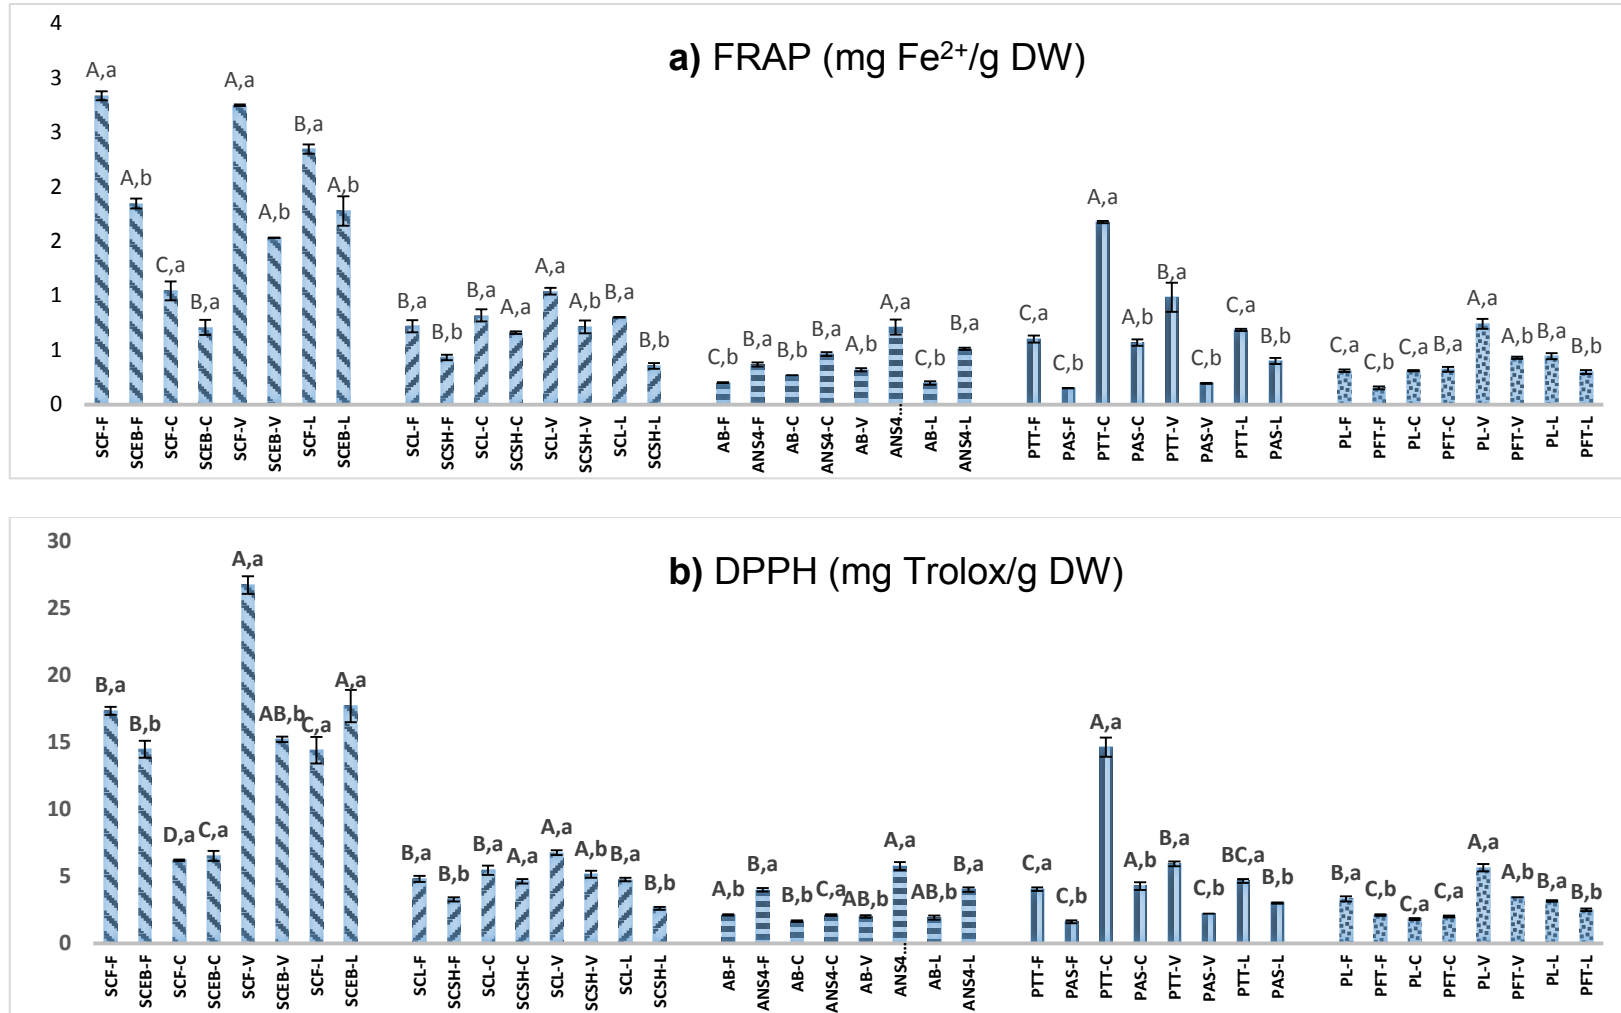 a) FRAP (mg Fe²⁺/g DW)
4
3
3
2
2
1
1
0
A,a
A,b
C,a
B,a
A,a
A,b
B,a
A,b
B,a
B,b
B,a
A,a
A,a
A,b
B,a
B,b
C,b
B,a
B,b
B,a
A,b
A,a
C,b
B,a
C,a
C,b
A,a
A,b
B,a
C,b
C,a
B,b
C,a
C,b
C,a
B,a
A,a
A,b
B,a
B,b
SCF-F
SCEB-F
SCF-C
SCEB-C
SCF-V
SCEB-V
SCF-L
SCEB-L
SCL-F
SCSH-F
SCL-C
SCSH-C
SCL-V
SCSH-V
SCL-L
SCSH-L
AB-F
ANS4-F
AB-C
ANS4-C
AB-V
ANS4…
AB-L
ANS4-L
PTT-F
PAS-F
PTT-C
PAS-C
PTT-V
PAS-V
PTT-L
PAS-L
PL-F
PFT-F
PL-C
PFT-C
PL-V
PFT-V
PL-L
PFT-L
b) DPPH (mg Trolox/g DW)
30
25
20
15
10
5
0
B,a
B,b
D,a
C,a
A,a
AB,b
C,a
A,a
B,a
B,b
B,a
A,a
A,a
A,b
B,a
B,b
A,b
B,a
B,b
C,a
AB,b
A,a
AB,b
B,a
C,a
C,b
A,a
A,b
B,a
C,b
BC,a
B,b
B,a
C,b
C,a
C,a
A,a
A,b
B,a
B,b
SCF-F
SCEB-F
SCF-C
SCEB-C
SCF-V
SCEB-V
SCF-L
SCEB-L
SCL-F
SCSH-F
SCL-C
SCSH-C
SCL-V
SCSH-V
SCL-L
SCSH-L
AB-F
ANS4-F
AB-C
ANS4-C
AB-V
ANS4…
AB-L
ANS4-L
PTT-F
PAS-F
PTT-C
PAS-C
PTT-V
PAS-V
PTT-L
PAS-L
PL-F
PFT-F
PL-C
PFT-C
PL-V
PFT-V
PL-L
PFT-L